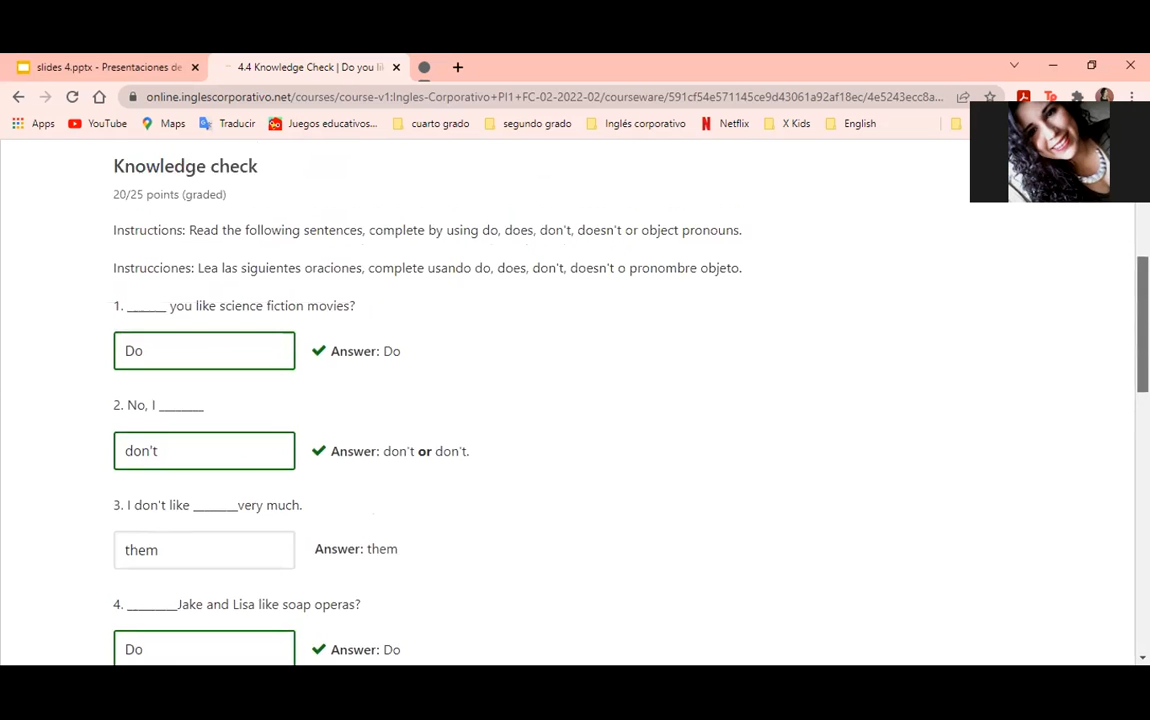 slides 4.pptx - Presentaciones de
4.4 Knowledge Check | Do you li
online.inglescorporativo.net/courses/course-v1:Ingles-Corporativo+PI1+FC-02-2022-02/courseware/591cf54e571145ce9d43061a92af18ec/4e5243ecc8a...
Apps YouTube Maps Traducir Juegos educativos... cuarto grado segundo grado Inglés corporativo Netflix X Kids English
Knowledge check
20/25 points (graded)
Instructions: Read the following sentences, complete by using do, does, don't, doesn't or object pronouns.
Instrucciones: Lea las siguientes oraciones, complete usando do, does, don't, doesn't o pronombre objeto.
1. ______ you like science fiction movies?
Do Answer: Do
2. No, I _______
don't Answer: don't or don't.
3. I don't like _______very much.
them Answer: them
4. ________Jake and Lisa like soap operas?
Do Answer: Do